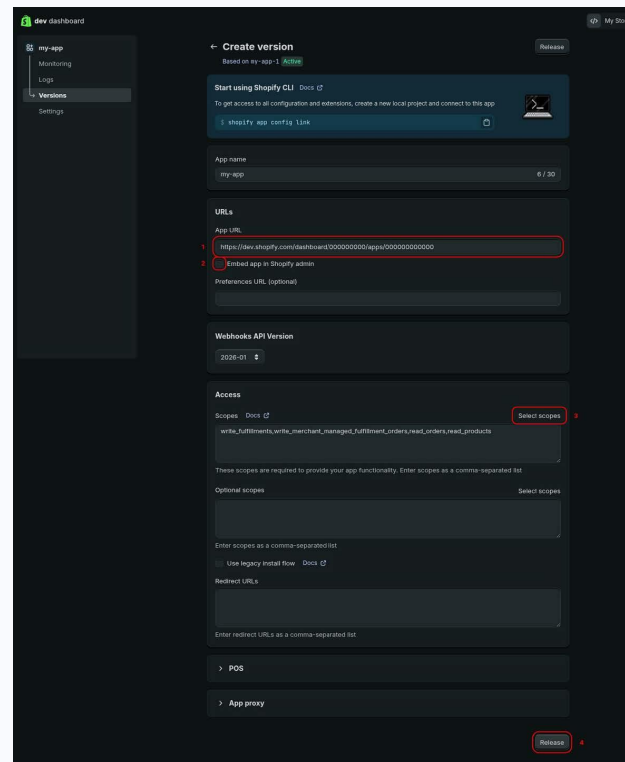 dev dashboard
My Sto
my-app
Monitoring
Logs
Versions
Settings
← Create version
Release
Based on my-app-1 Active
Start using Shopify CLI Docs
To get access to all configuration and extensions, create a new local project and connect to this app
$ shopify app config link
App name
my-app
6 / 30
URLs
App URL
1
https://dev.shopify.com/dashboard/000000000/apps/000000000000
2
Embed app in Shopify admin
Preferences URL (optional)
Webhooks API Version
2026-01
Access
Scopes Docs
Select scopes
3
write_fulfillments,write_merchant_managed_fulfillment_orders,read_orders,read_products
These scopes are required to provide your app functionality. Enter scopes as a comma-separated list
Optional scopes
Select scopes
Enter scopes as a comma-separated list
Use legacy install flow Docs
Redirect URLs
Enter redirect URLs as a comma-separated list
> POS
> App proxy
Release
4